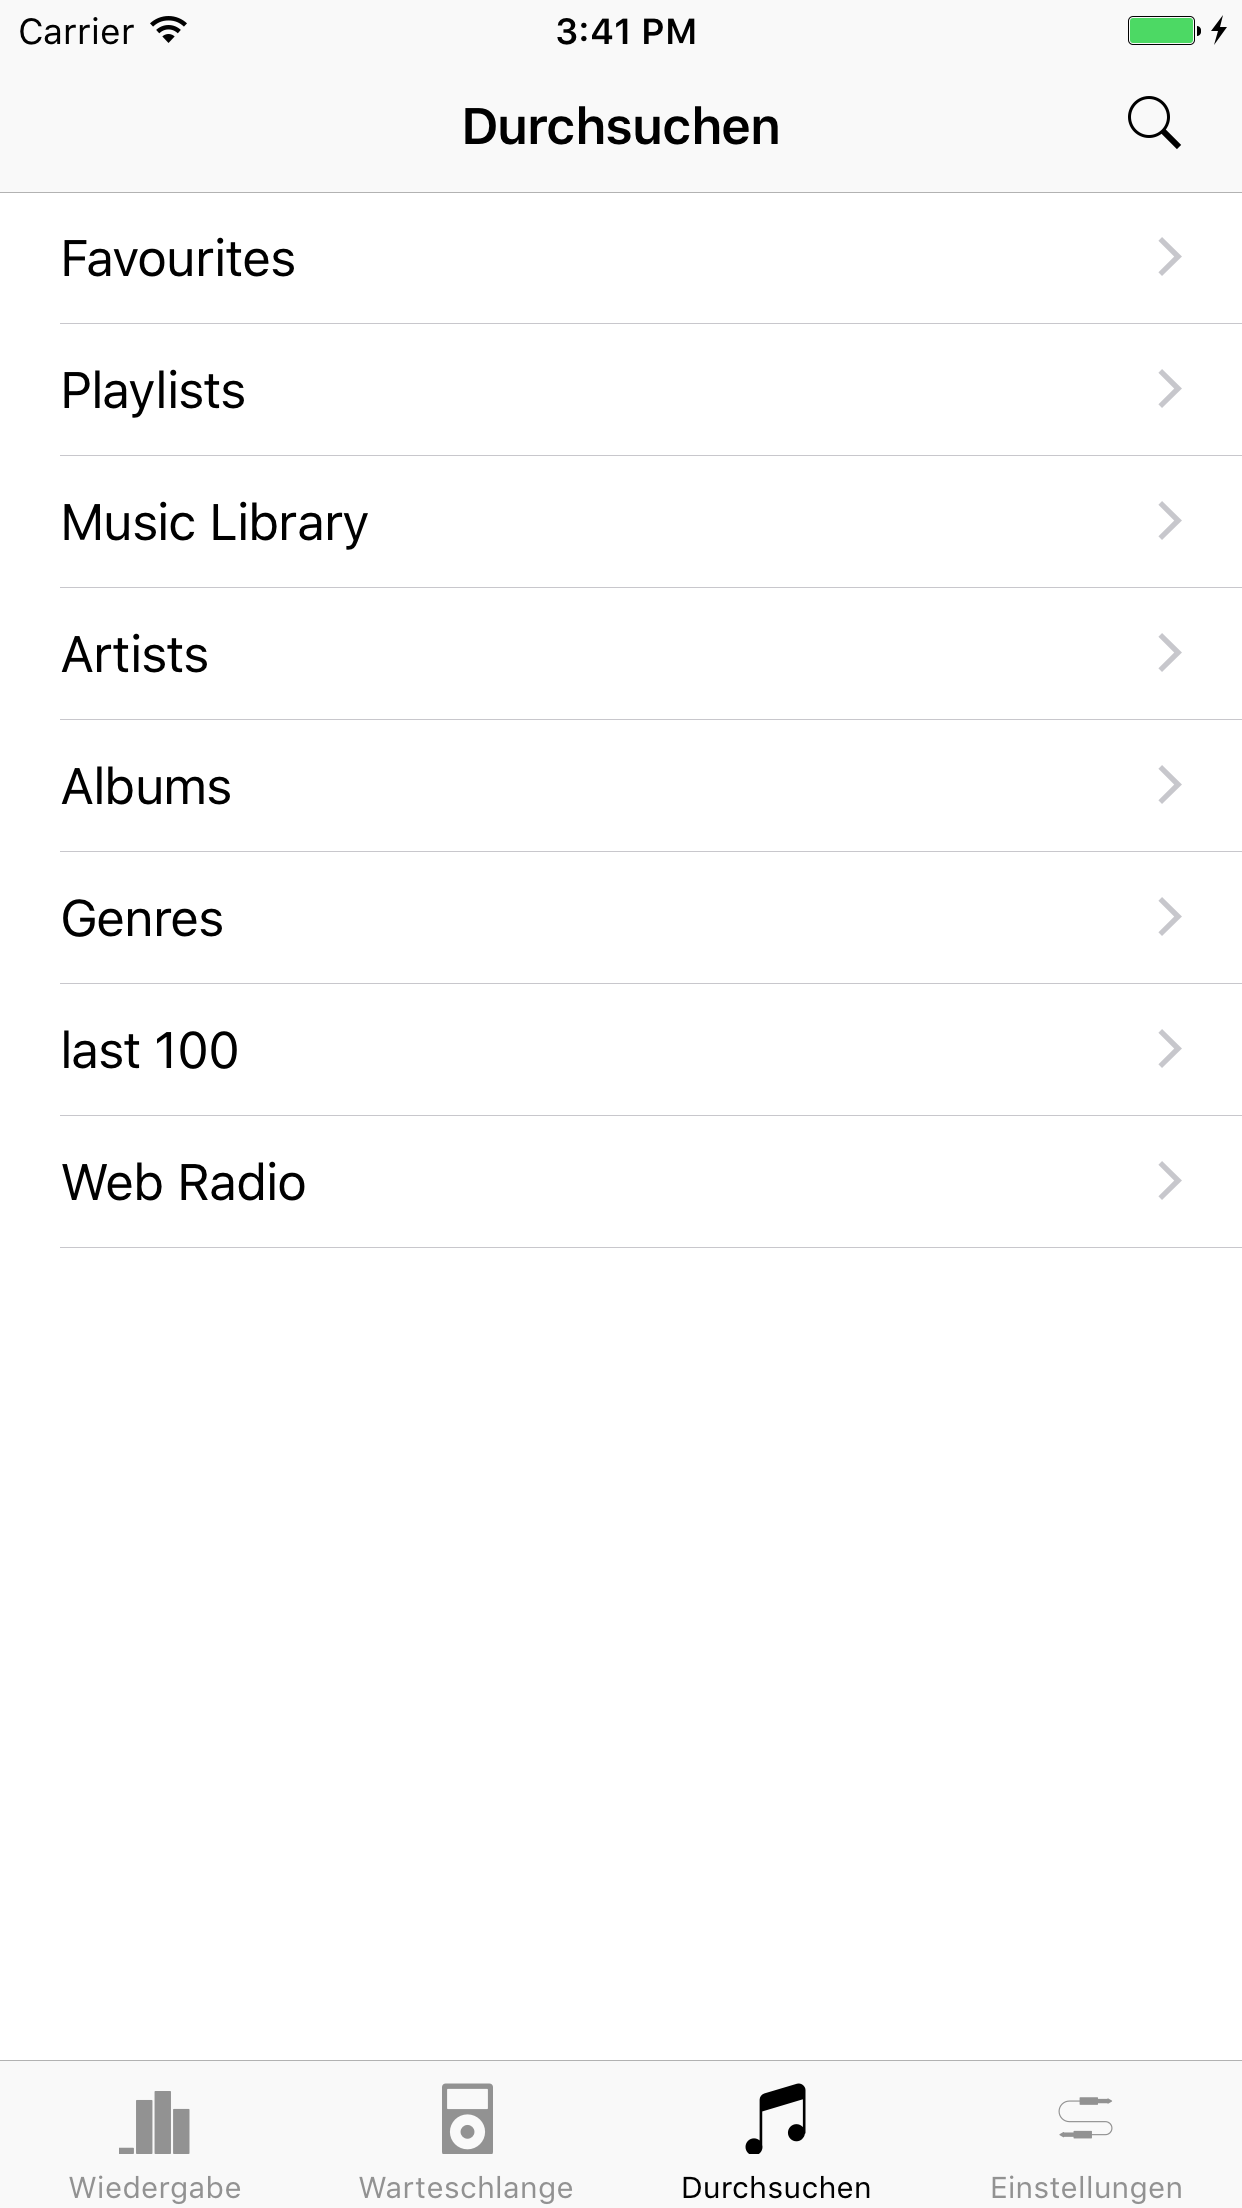 Carrier 3:41 PM
Durchsuchen
Favourites
Playlists
Music Library
Artists
Albums
Genres
last 100
Web Radio
Wiedergabe Warteschlange Durchsuchen Einstellungen